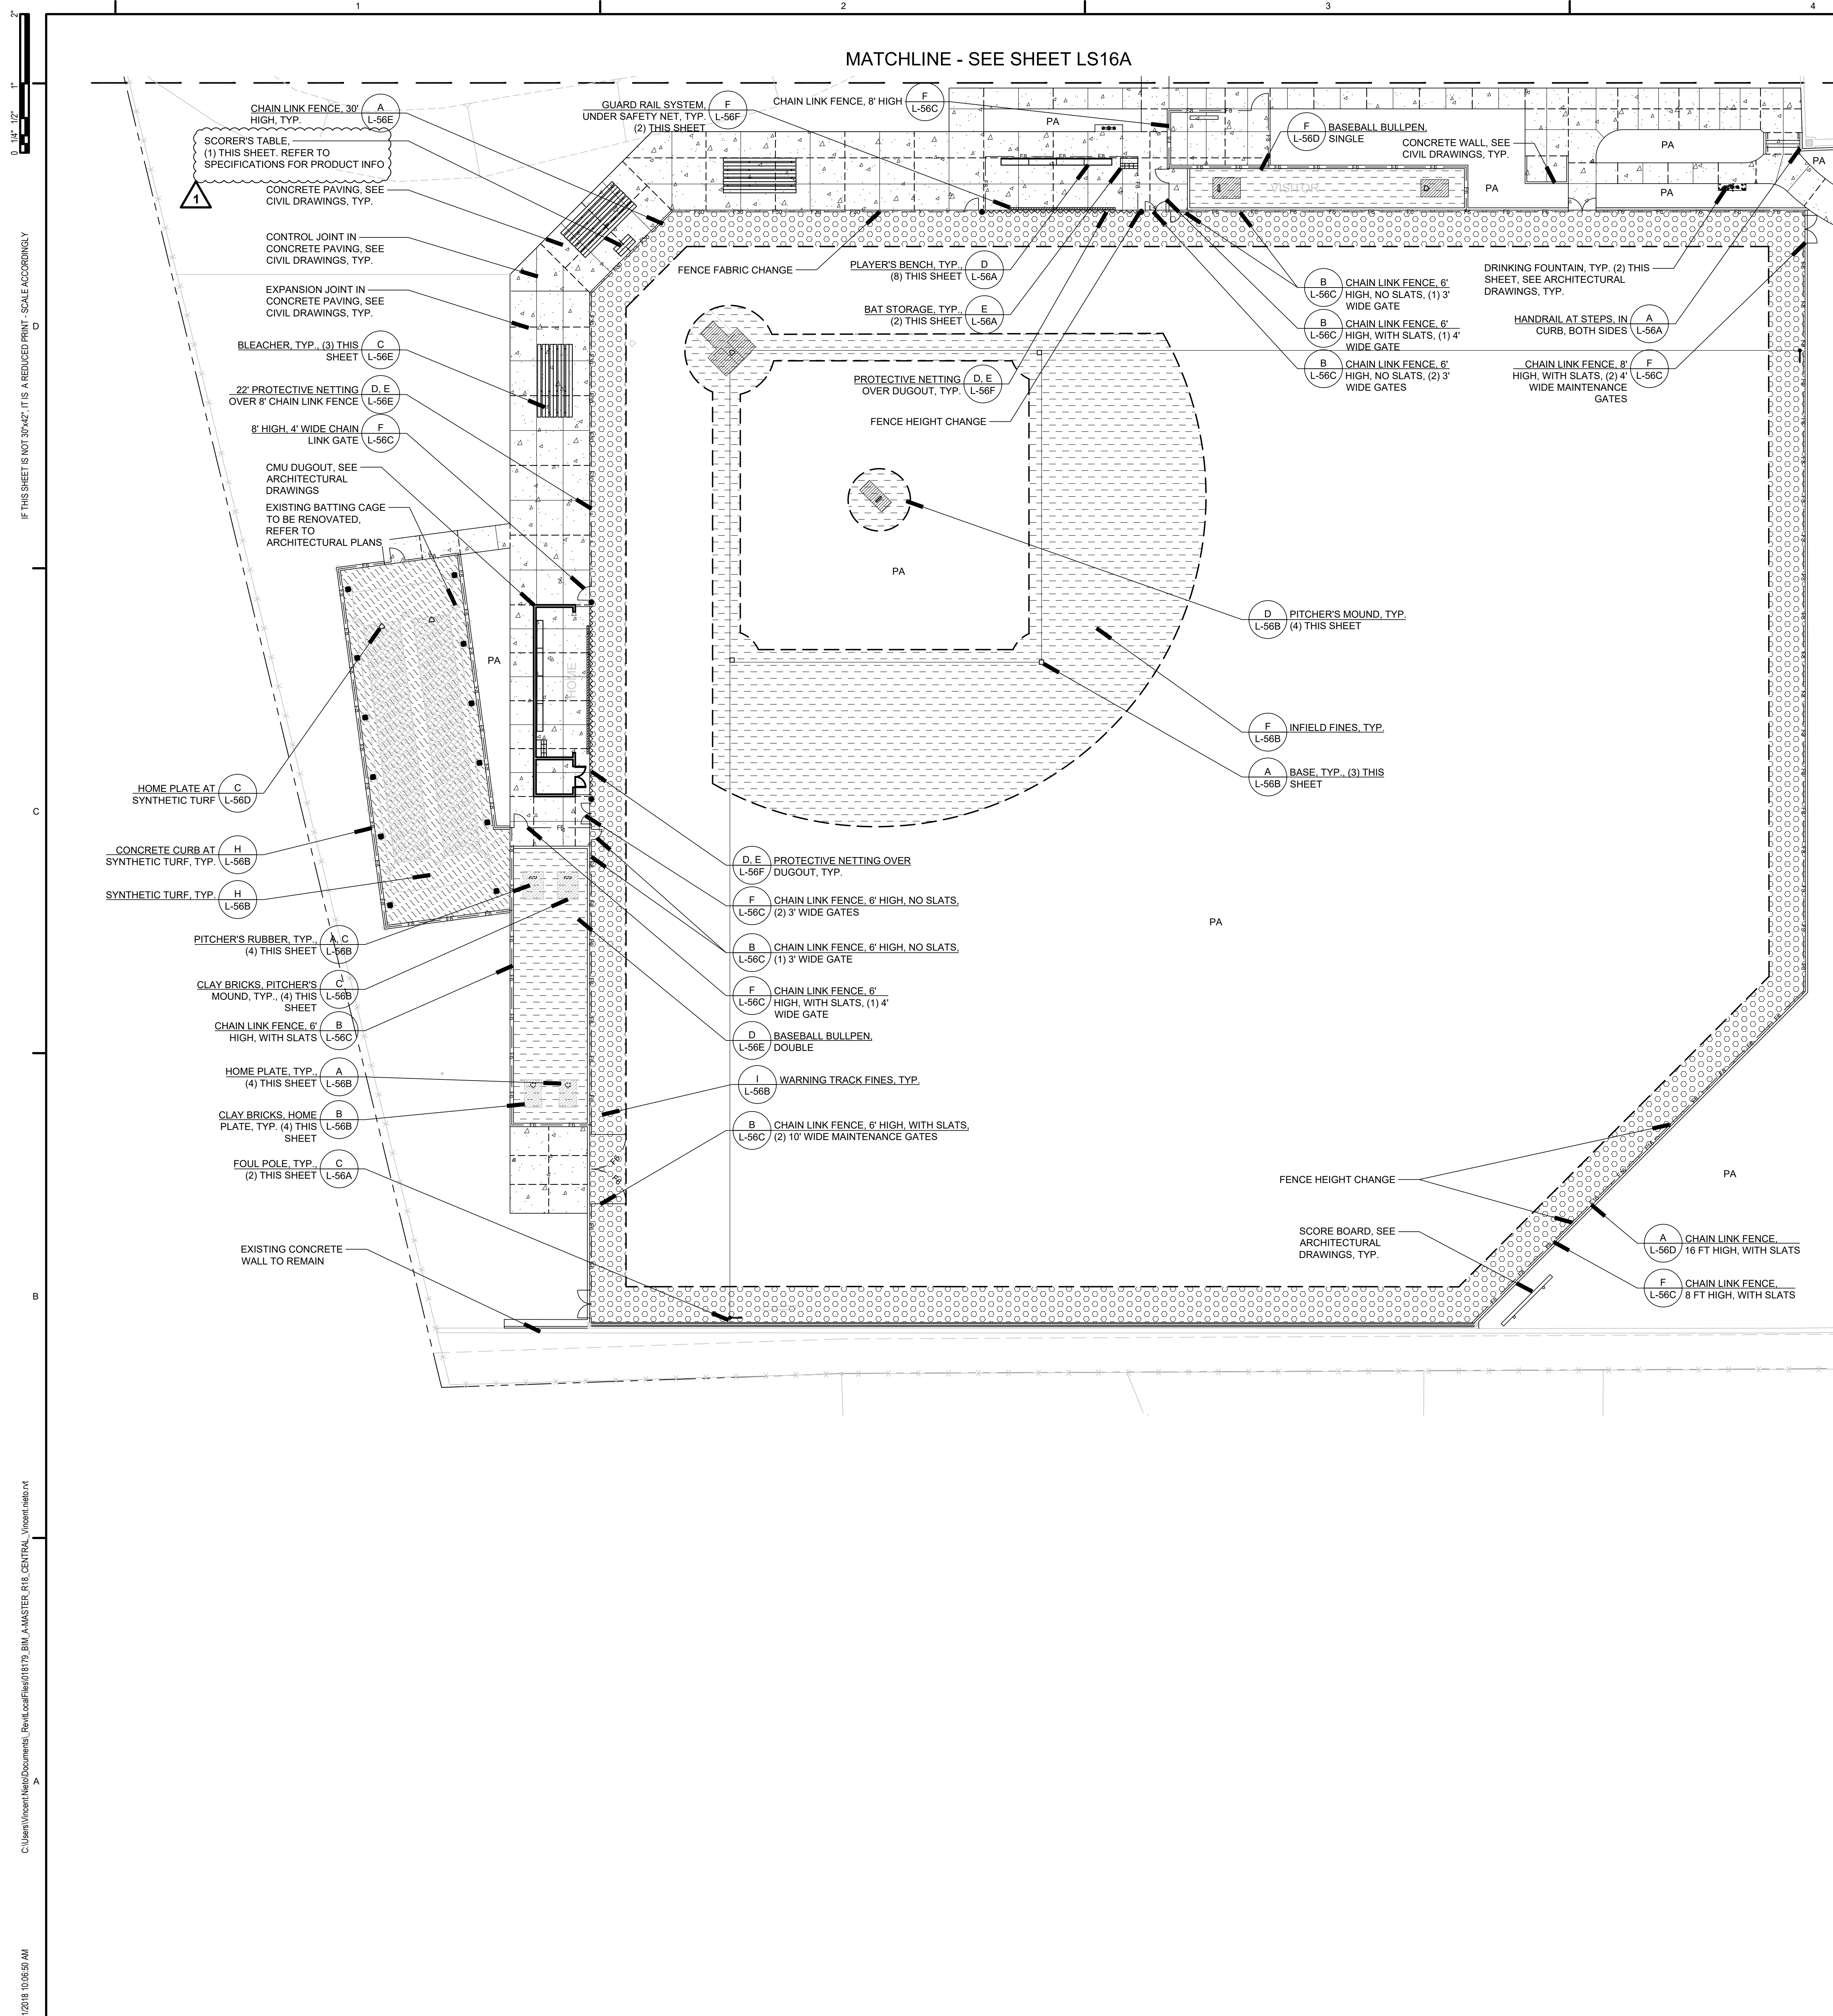 1
2
3
4
MATCHLINE - SEE SHEET LS16A
2"
1"
1/2"
1/4"
0
IF THIS SHEET IS NOT 30"x42", IT IS A REDUCED PRINT - SCALE ACCORDINGLY
CHAIN LINK FENCE, 30'
HIGH, TYP.
A
L-56E
SCORER'S TABLE,
(1) THIS SHEET. REFER TO
SPECIFICATIONS FOR PRODUCT INFO
1
CONCRETE PAVING, SEE
CIVIL DRAWINGS, TYP.
CONTROL JOINT IN
CONCRETE PAVING, SEE
CIVIL DRAWINGS, TYP.
EXPANSION JOINT IN
CONCRETE PAVING, SEE
CIVIL DRAWINGS, TYP.
BLEACHER, TYP., (3) THIS
SHEET
C
L-56E
22' PROTECTIVE NETTING
OVER 8' CHAIN LINK FENCE
D, E
L-56E
8' HIGH, 4' WIDE CHAIN
LINK GATE
F
L-56C
CMU DUGOUT, SEE
ARCHITECTURAL
DRAWINGS
EXISTING BATTING CAGE
TO BE RENOVATED,
REFER TO
ARCHITECTURAL PLANS
GUARD RAIL SYSTEM,
UNDER SAFETY NET, TYP.
(2) THIS SHEET
F
L-56F
CHAIN LINK FENCE, 8' HIGH
F
L-56C
PA
F
L-56D
BASEBALL BULLPEN,
SINGLE
CONCRETE WALL, SEE
CIVIL DRAWINGS, TYP.
VISITOR
PA
PA
PA
PA
FENCE FABRIC CHANGE
PLAYER'S BENCH, TYP.,
(8) THIS SHEET
D
L-56A
BAT STORAGE, TYP.,
(2) THIS SHEET
E
L-56A
PROTECTIVE NETTING
OVER DUGOUT, TYP.
D, E
L-56F
FENCE HEIGHT CHANGE
B
L-56C
CHAIN LINK FENCE, 6'
HIGH, NO SLATS, (1) 3'
WIDE GATE
B
L-56C
CHAIN LINK FENCE, 6'
HIGH, WITH SLATS, (1) 4'
WIDE GATE
B
L-56C
CHAIN LINK FENCE, 6'
HIGH, NO SLATS, (2) 3'
WIDE GATES
DRINKING FOUNTAIN, TYP. (2) THIS
SHEET, SEE ARCHITECTURAL
DRAWINGS, TYP.
HANDRAIL AT STEPS, IN
CURB, BOTH SIDES
A
L-56A
CHAIN LINK FENCE, 8'
HIGH, WITH SLATS, (2) 4'
WIDE MAINTENANCE
GATES
F
L-56C
D
PA
PA
HOME
D
L-56B
PITCHER'S MOUND, TYP.
(4) THIS SHEET
F
L-56B
INFIELD FINES, TYP.
A
L-56B
BASE, TYP., (3) THIS
SHEET
C
HOME PLATE AT
SYNTHETIC TURF
C
L-56D
CONCRETE CURB AT
SYNTHETIC TURF, TYP.
H
L-56B
SYNTHETIC TURF, TYP.
H
L-56B
PITCHER'S RUBBER, TYP.,
(4) THIS SHEET
A, C
L-56B
CLAY BRICKS, PITCHER'S
MOUND, TYP., (4) THIS
SHEET
C
L-56B
CHAIN LINK FENCE, 6'
HIGH, WITH SLATS
B
L-56C
HOME PLATE, TYP.,
(4) THIS SHEET
A
L-56B
CLAY BRICKS, HOME
PLATE, TYP. (4) THIS
SHEET
B
L-56B
FOUL POLE, TYP.,
(2) THIS SHEET
C
L-56A
EXISTING CONCRETE
WALL TO REMAIN
D, E
L-56F
PROTECTIVE NETTING OVER
DUGOUT, TYP.
F
L-56C
CHAIN LINK FENCE, 6' HIGH, NO SLATS,
(2) 3' WIDE GATES
B
L-56C
CHAIN LINK FENCE, 6' HIGH, NO SLATS,
(1) 3' WIDE GATE
F
L-56C
CHAIN LINK FENCE, 6'
HIGH, WITH SLATS, (1) 4'
WIDE GATE
D
L-56E
BASEBALL BULLPEN,
DOUBLE
I
L-56B
WARNING TRACK FINES, TYP.
B
L-56C
CHAIN LINK FENCE, 6' HIGH, WITH SLATS,
(2) 10' WIDE MAINTENANCE GATES
PA
PA
FENCE HEIGHT CHANGE
SCORE BOARD, SEE
ARCHITECTURAL
DRAWINGS, TYP.
A
L-56D
CHAIN LINK FENCE,
16 FT HIGH, WITH SLATS
F
L-56C
CHAIN LINK FENCE,
8 FT HIGH, WITH SLATS
B
A
C:\Users\Vincent.Nieto\Documents\_RevitLocalFiles\018179_BIM_A-MASTER_R18_CENTRAL_Vincent.nieto.rvt
1/2018 10:06:50 AM